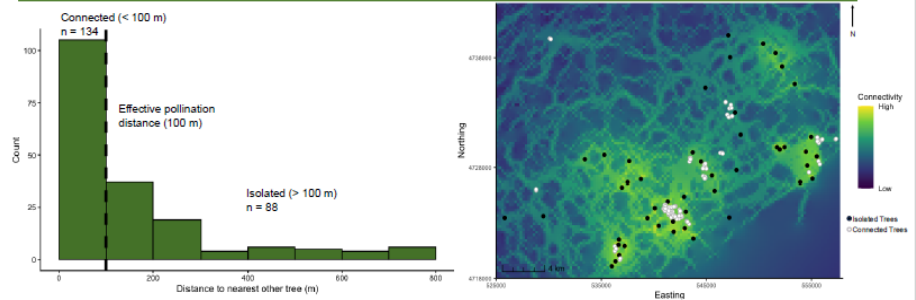 Connected (< 100 m)
n = 134
Effective pollination
distance (100 m)
Isolated (> 100 m)
n = 88
Count
100
75
50
25
0
0
200
400
600
800
Distance to nearest other tree (m)
Northing
4738000
4728000
4718000
4 km
525000
535000
545000
555000
Easting
N
Connectivity
High
Low
Isolated Trees
Connected Trees